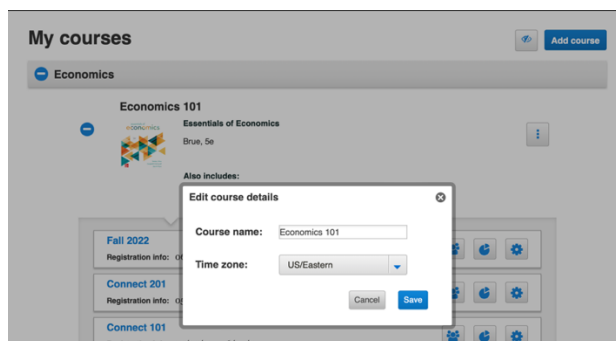 My courses
Add course
Economics
Economics 101
economics
Essentials of Economics
Brue, 5e
Also includes:
Edit course details
Course name: Economics 101
Time zone: US/Eastern
Cancel Save
Fall 2022
Registration info:
Connect 201
Registration info:
Connect 101